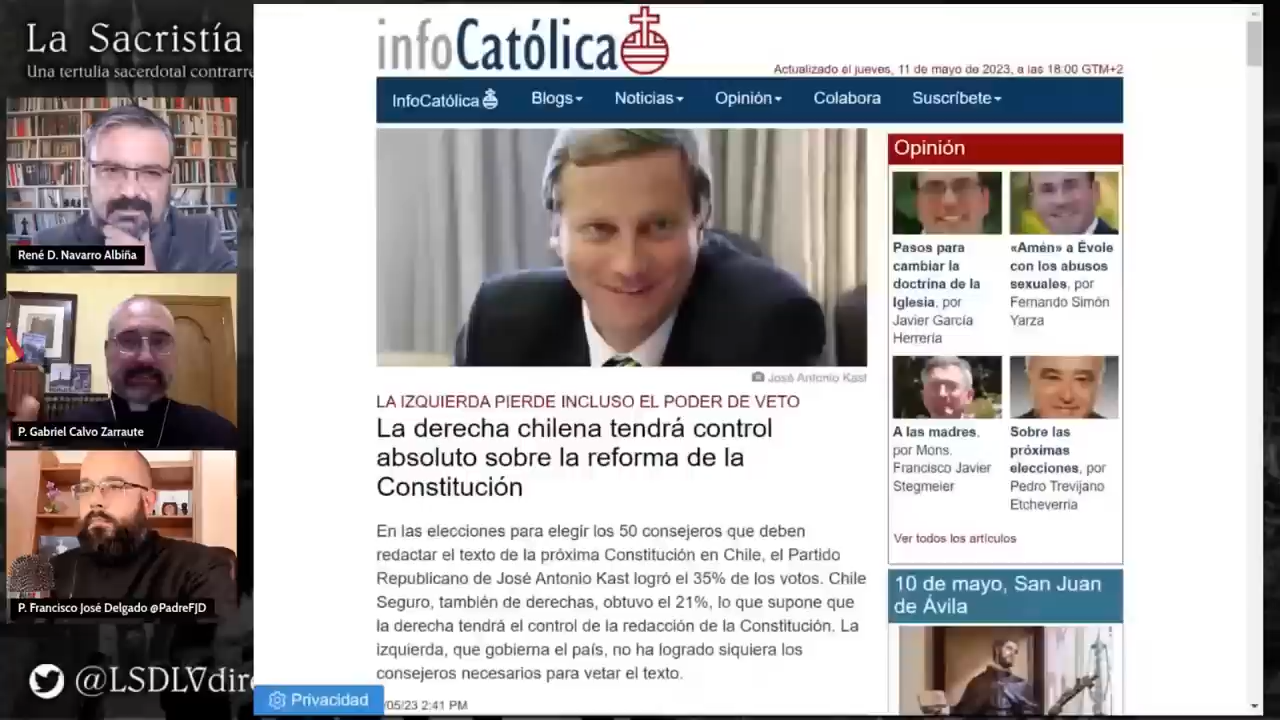 La Sacristía
Una tertulia sacerdotal contrarre
René D. Navarro Albiña
P. Gabriel Calvo Zarraute
P. Francisco José Delgado @PadreFJD
@LSDLVdire
infoCatólica
Actualizado el jueves, 11 de mayo de 2023, a las 18:00 GTM+2
InfoCatólica
Blogs
Noticias
Opinión
Colabora
Suscríbete
José Antonio Kast
LA IZQUIERDA PIERDE INCLUSO EL PODER DE VETO
La derecha chilena tendrá control
absoluto sobre la reforma de la
Constitución
En las elecciones para elegir los 50 consejeros que deben
redactar el texto de la próxima Constitución en Chile, el Partido
Republicano de José Antonio Kast logró el 35% de los votos. Chile
Seguro, también de derechas, obtuvo el 21%, lo que supone que
la derecha tendrá el control de la redacción de la Constitución. La
izquierda, que gobierna el país, no ha logrado siquiera los
consejeros necesarios para vetar el texto.
/05/23 2:41 PM
Privacidad
Opinión
Pasos para
cambiar la
doctrina de la
Iglesia, por
Javier García
Herrería
«Amén» a Évole
con los abusos
sexuales, por
Fernando Simón
Yarza
A las madres,
por Mons.
Francisco Javier
Stegmeier
Sobre las
próximas
elecciones, por
Pedro Trevijano
Etcheverria
Ver todos los artículos
10 de mayo, San Juan
de Ávila